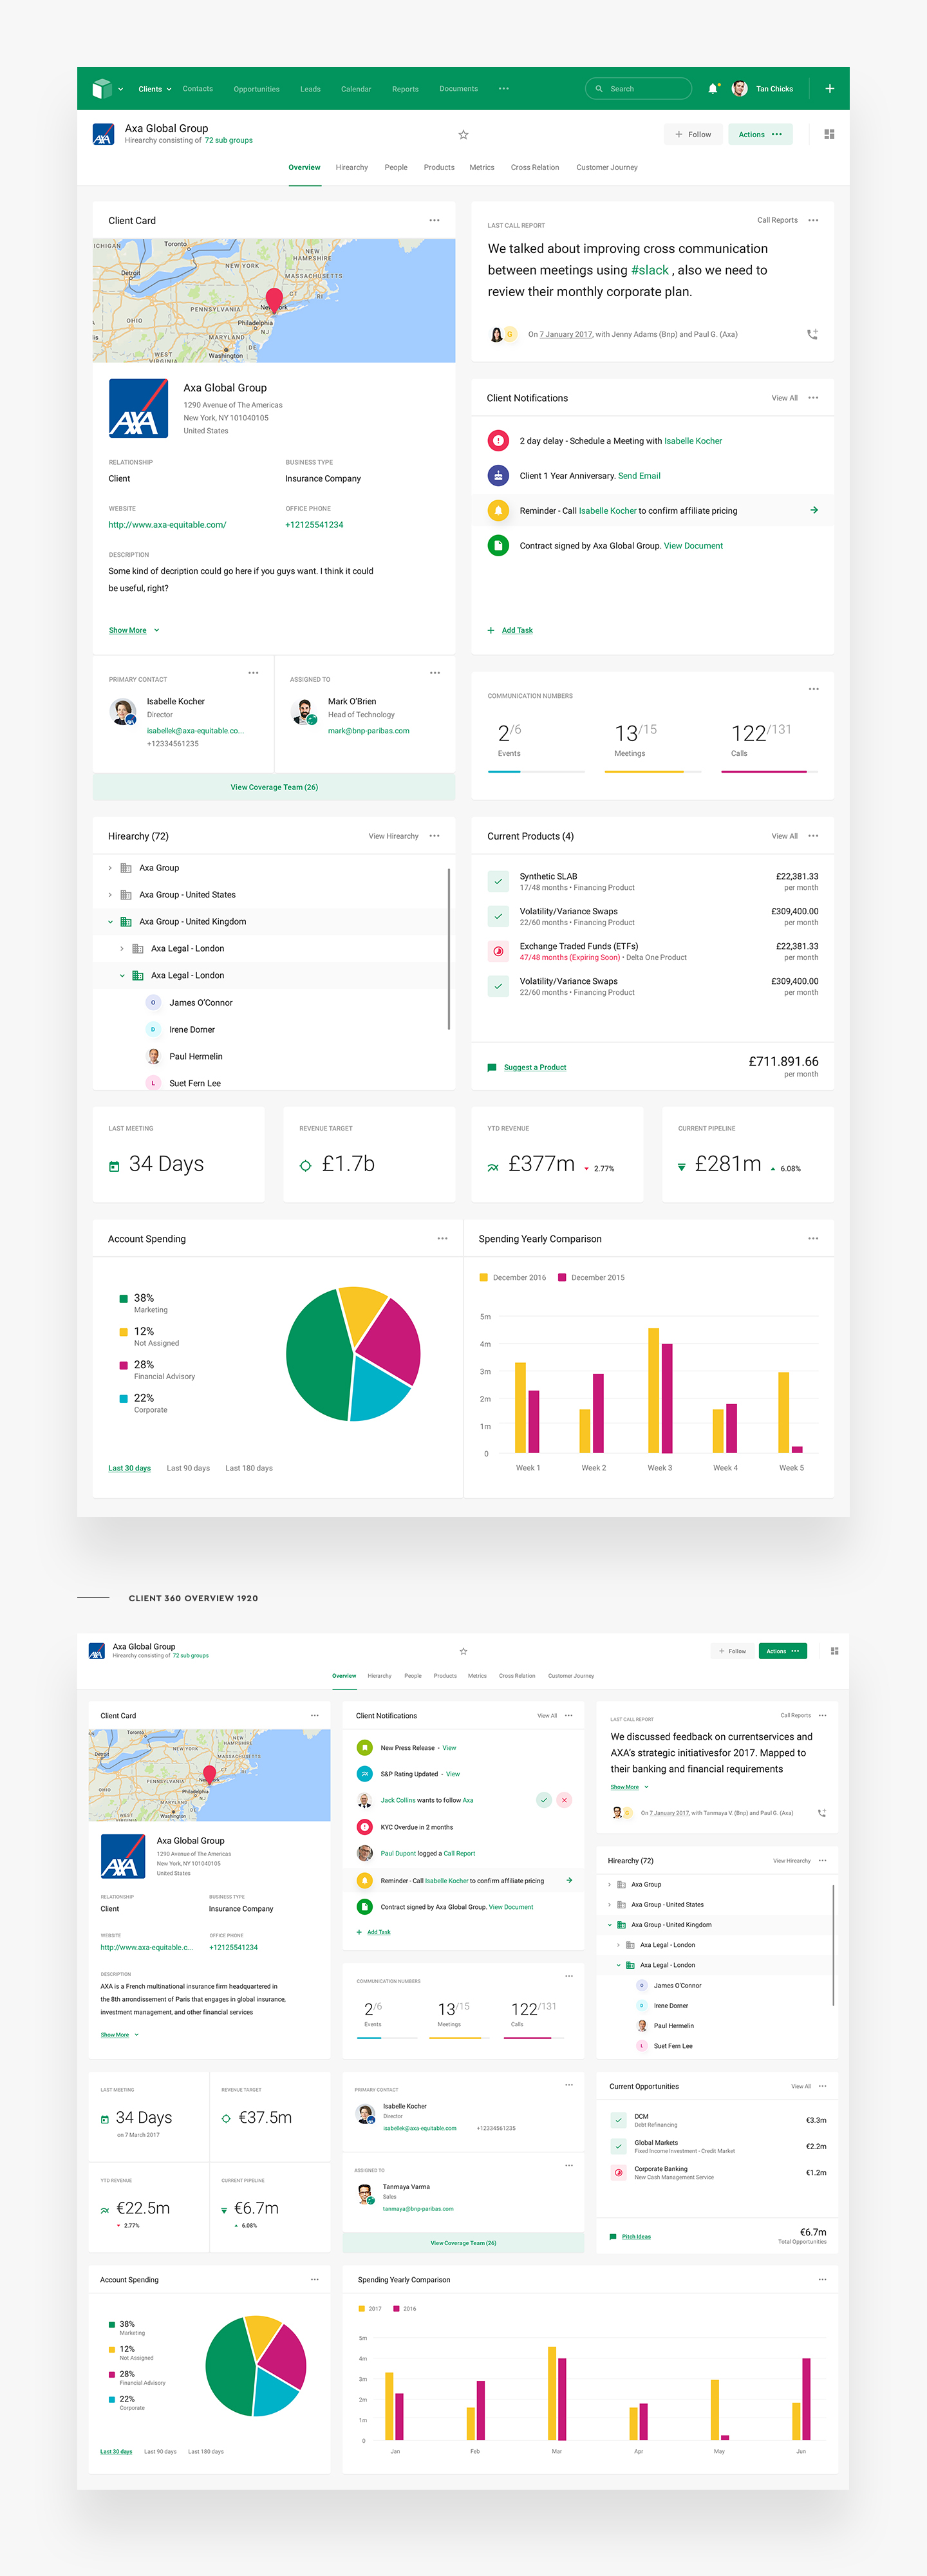 Clients
Contacts
Opportunities
Leads
Calendar
Reports
Documents
Search
Tan Chicks
AXA
Axa Global Group
Hirearchy consisting of 72 sub groups
Follow
Actions
Overview
Hirearchy
People
Products
Metrics
Cross Relation
Customer Journey
Client Card
ICHIGAN
Toronto
NEW HAMPSHIRE
NEW YORK
MASSACHUSETTS
Detroit
CT
RI
New York
PENNSYLVANIA
OHIO
Philadelphia
NJ
MARYLAND
DE
is
WEST VIRGINIA
Washington
AXA
Axa Global Group
1290 Avenue of The Americas
New York, NY 101040105
United States
RELATIONSHIP
Client
BUSINESS TYPE
Insurance Company
WEBSITE
http://www.axa-equitable.com/
OFFICE PHONE
+12125541234
DESCRIPTION
Some kind of decription could go here if you guys want. I think it could
be useful, right?
Show More
PRIMARY CONTACT
Isabelle Kocher
Director
isabellek@axa-equitable.co...
+12334561235
ASSIGNED TO
Mark O'Brien
Head of Technology
mark@bnp-paribas.com
View Coverage Team (26)
LAST CALL REPORT
Call Reports
We talked about improving cross communication
between meetings using #slack , also we need to
review their monthly corporate plan.
G
On 7 January 2017, with Jenny Adams (Bnp) and Paul G. (Axa)
Client Notifications
View All
2 day delay - Schedule a Meeting with Isabelle Kocher
Client 1 Year Anniversary. Send Email
Reminder - Call Isabelle Kocher to confirm affiliate pricing
Contract signed by Axa Global Group. View Document
Add Task
COMMUNICATION NUMBERS
2/6
Events
13/15
Meetings
122/131
Calls
Hirearchy (72)
View Hirearchy
Axa Group
Axa Group - United States
Axa Group - United Kingdom
Axa Legal - London
Axa Legal - London
O
James O'Connor
D
Irene Dorner
Paul Hermelin
L
Suet Fern Lee
Current Products (4)
View All
Synthetic SLAB
17/48 months • Financing Product
£22,381.33
per month
Volatility/Variance Swaps
22/60 months • Financing Product
£309,400.00
per month
Exchange Traded Funds (ETFs)
47/48 months (Expiring Soon) • Delta One Product
£22,381.33
per month
Volatility/Variance Swaps
22/60 months • Financing Product
£309,400.00
per month
Suggest a Product
£711.891.66
per month
LAST MEETING
34 Days
REVENUE TARGET
£1.7b
YTD REVENUE
£377m
2.77%
CURRENT PIPELINE
£281m
6.08%
Account Spending
38%
Marketing
12%
Not Assigned
28%
Financial Advisory
22%
Corporate
Last 30 days
Last 90 days
Last 180 days
Spending Yearly Comparison
December 2016
December 2015
5m
4m
3m
2m
1m
0
Week 1
Week 2
Week 3
Week 4
Week 5
CLIENT 360 OVERVIEW 1920
AXA
Axa Global Group
Hirearchy consisting of 72 sub groups
Follow
Actions
Overview
Hierarchy
People
Products
Metrics
Cross Relation
Customer Journey
Client Card
NEW YORK
MASSACHUSETTS
Detroit
CT
RI
New York
PENNSYLVANIA
OHIO
Philadelphia
NJ
MARYLAND
WEST
Washington
AXA
Axa Global Group
1290 Avenue of The Americas
New York, NY 101040105
United States
RELATIONSHIP
Client
BUSINESS TYPE
Insurance Company
WEBSITE
http://www.axa-equitable.c...
OFFICE PHONE
+12125541234
DESCRIPTION
AXA is a French multinational insurance firm headquartered in
the 8th arrondissement of Paris that engages in global insurance,
investment management, and other financial services
Show More
Client Notifications
View All
New Press Release - View
S&P Rating Updated - View
Jack Collins wants to follow Axa
KYC Overdue in 2 months
Paul Dupont logged a Call Report
Reminder - Call Isabelle Kocher to confirm affiliate pricing
Contract signed by Axa Global Group. View Document
Add Task
COMMUNICATION NUMBERS
2/6
Events
13/15
Meetings
122/131
Calls
LAST CALL REPORT
Call Reports
We discussed feedback on currentservices and
AXA's strategic initiativesfor 2017. Mapped to
their banking and financial requirements
Show More
On 7 January 2017, with Tanmaya V. (Bnp) and Paul G. (Axa)
Hirearchy (72)
View Hirearchy
Axa Group
Axa Group - United States
Axa Group - United Kingdom
Axa Legal - London
Axa Legal - London
O
James O'Connor
D
Irene Dorner
Paul Hermelin
L
Suet Fern Lee
LAST MEETING
34 Days
on 7 March 2017
REVENUE TARGET
€37.5m
YTD REVENUE
€22.5m
2.77%
CURRENT PIPELINE
€6.7m
6.08%
PRIMARY CONTACT
Isabelle Kocher
Director
isabellek@axa-equitable.com
+12334561235
ASSIGNED TO
Tanmaya Varma
Sales
tanmaya@bnp-paribas.com
View Coverage Team (26)
Current Opportunities
View All
DCM
Debt Refinancing
€3.3m
Global Markets
Fixed Income Investment - Credit Market
€2.2m
Corporate Banking
New Cash Management Service
€1.2m
Pitch Ideas
€6.7m
Total Opportunities
Account Spending
38%
Marketing
12%
Not Assigned
28%
Financial Advisory
22%
Corporate
Last 30 days
Last 90 days
Last 180 days
Spending Yearly Comparison
2017
2016
5m
4m
3m
2m
1m
0
Jan
Feb
Mar
Apr
May
Jun